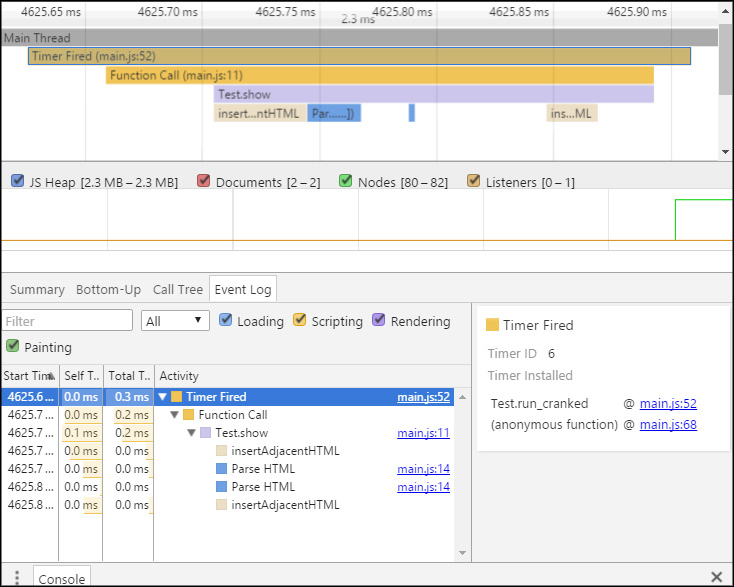 4625.65 ms 4625.70 ms 4625.75 ms 4625.80 ms 4625.85 ms 4625.90 ms
2.3 ms
Main Thread
Timer Fired (main.js:52)
Function Call (main.js:11)
Test.show
insert...ntHTML Par......]) ins...ML
JS Heap [2.3 MB – 2.3 MB] Documents [2 – 2] Nodes [80 – 82] Listeners [0 – 1]
Summary Bottom-Up Call Tree Event Log
Filter All ▼ Loading Scripting Rendering
Painting
Start Tim Self T... Total T... Activity
4625.6 ... 0.0 ms 0.3 ms ▼ Timer Fired main.js:52
4625.7 ... 0.0 ms 0.2 ms ▼ Function Call
4625.7 ... 0.1 ms 0.2 ms ▼ Test.show main.js:11
4625.7 ... 0.0 ms 0.0 ms insertAdjacentHTML
4625.7 ... 0.0 ms 0.0 ms Parse HTML main.js:14
4625.8 ... 0.0 ms 0.0 ms Parse HTML main.js:14
4625.8 ... 0.0 ms 0.0 ms insertAdjacentHTML
Timer Fired
Timer ID 6
Timer Installed
Test.run_cranked @ main.js:52
(anonymous function) @ main.js:68
Console